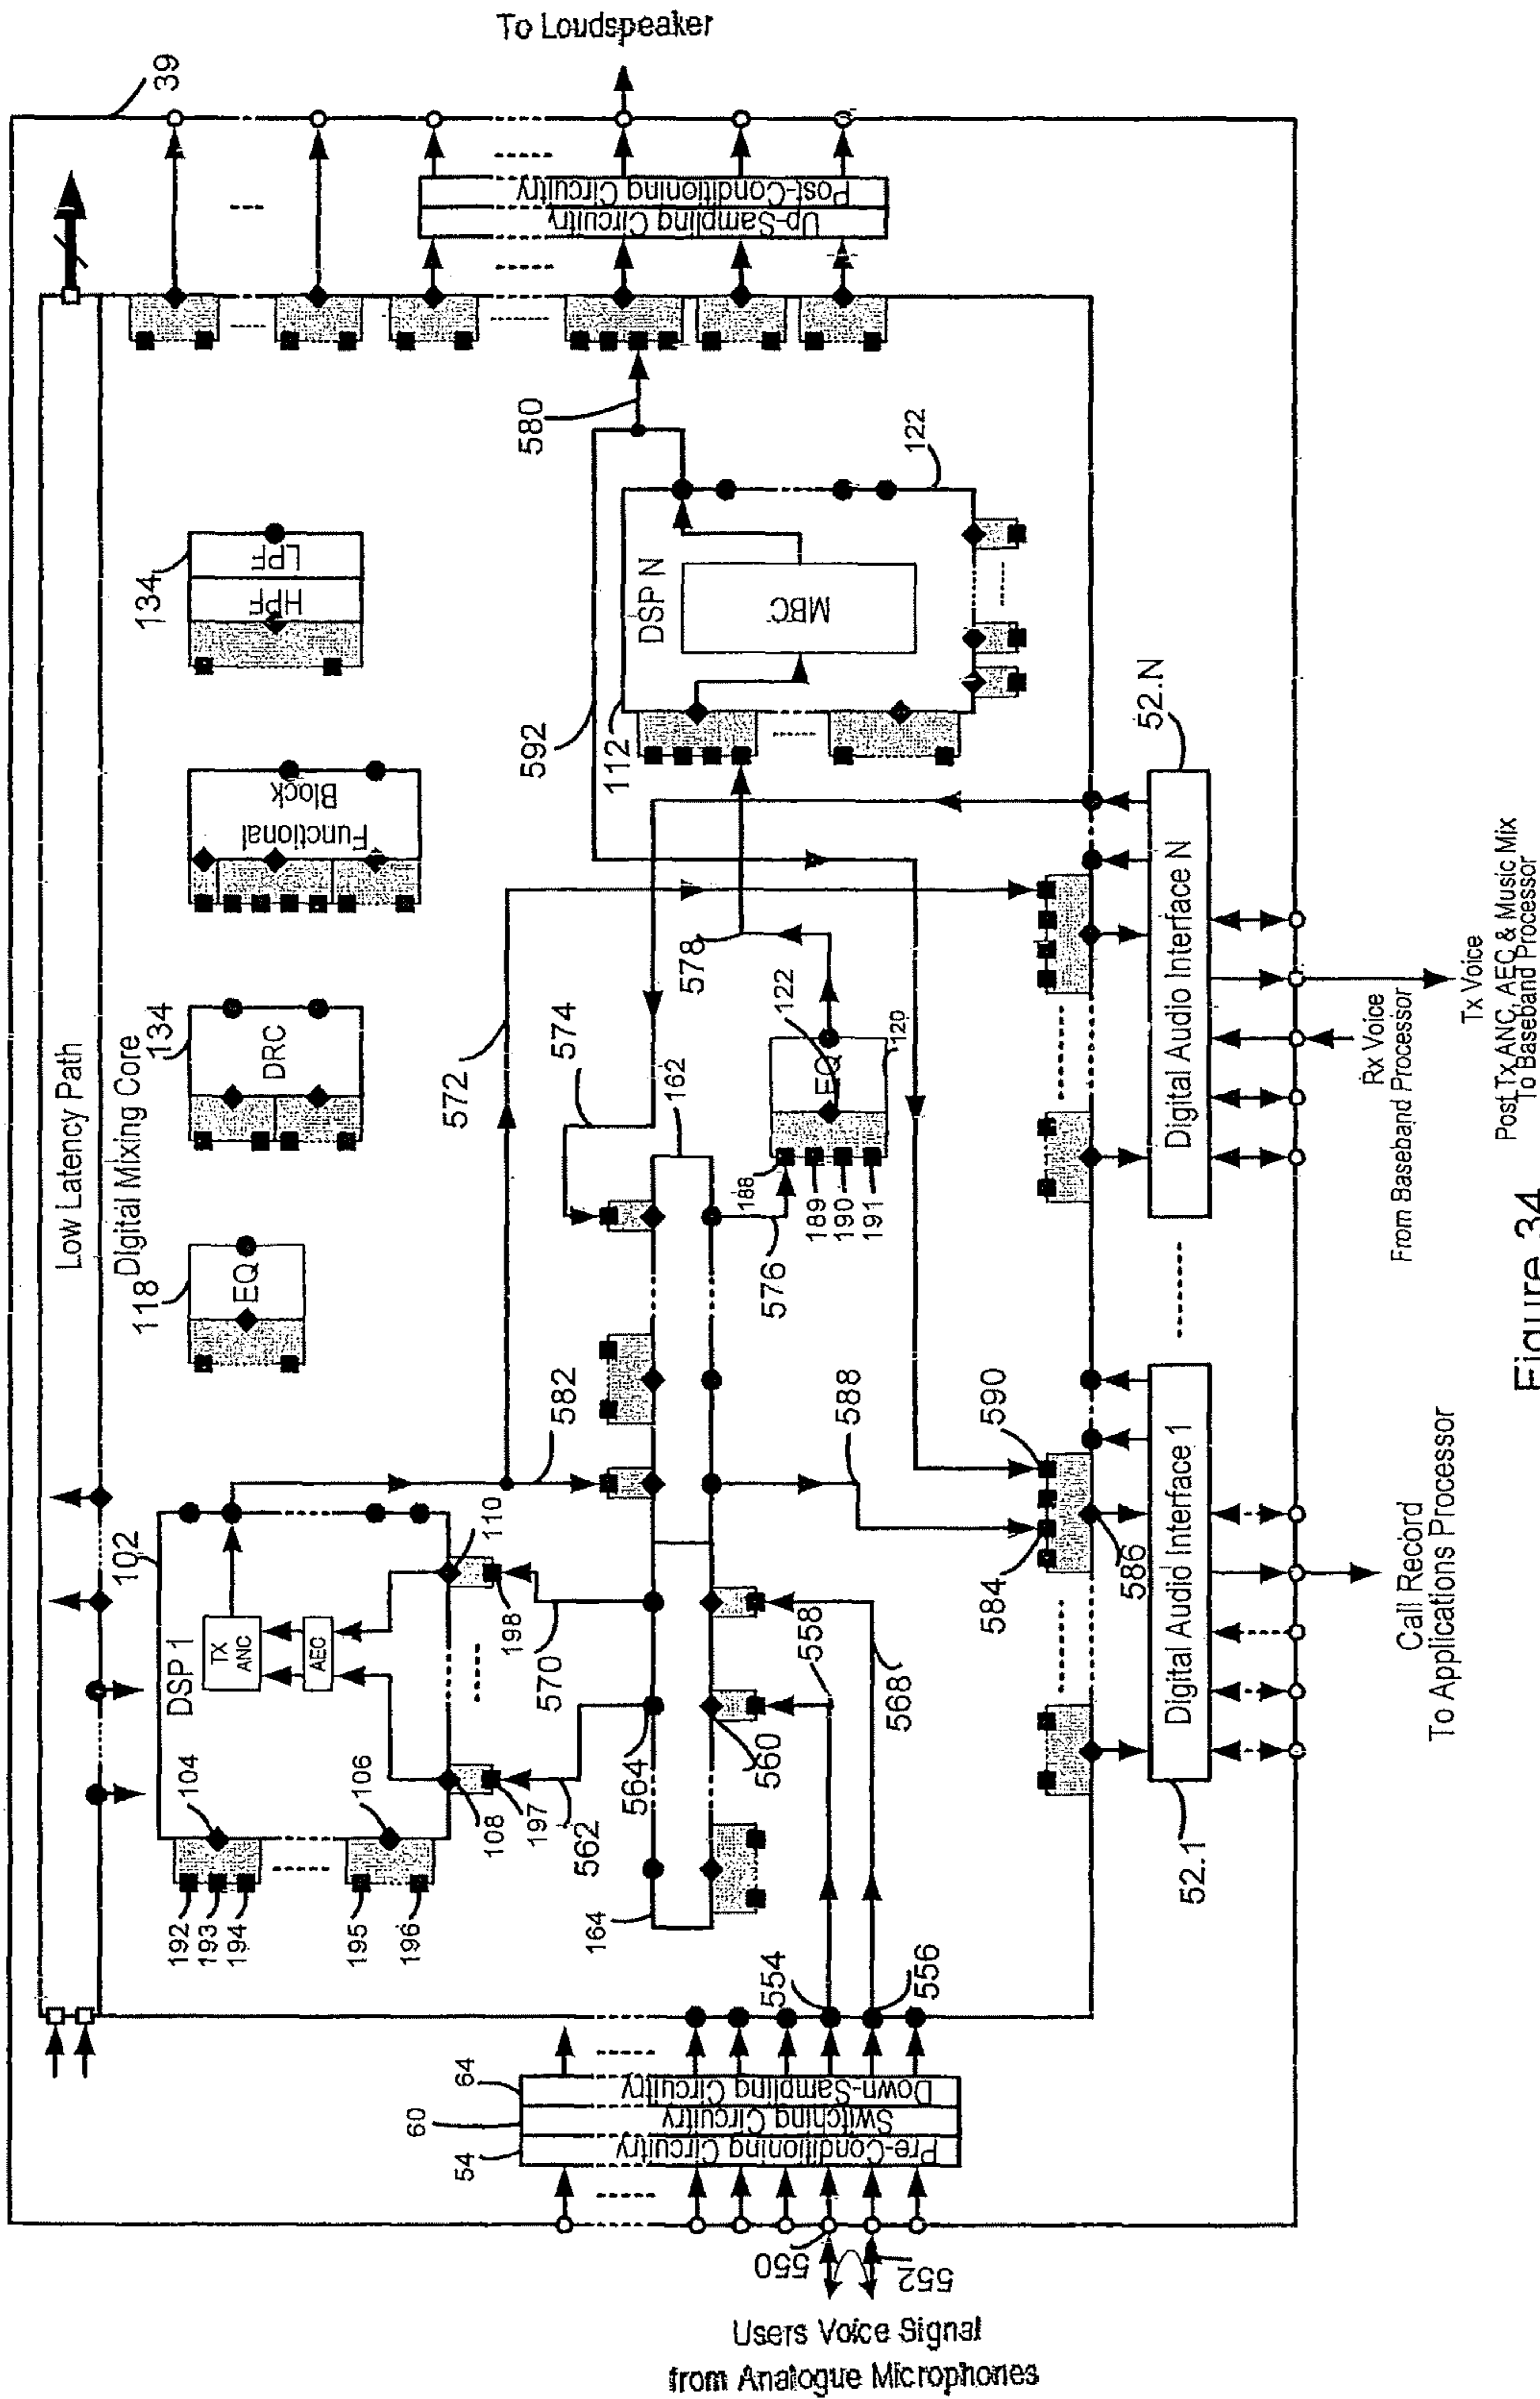 To Loudspeaker
39
Low Latency Path
Digital Mixing Core
118
EQ
134
DRC
Functional
Block
134
HPF
LPF
Up-Sampling Circuitry
Post-Conditioning Circuitry
580
102
DSP 1
TX
ANC
AEC
104
106
192
193
194
195
196
108
197
110
198
562
570
582
572
574
162
164
564
560
558
568
576
578
122
EQ
120
188
189
190
191
592
112
DSP N
MBC
122
54
60
64
Pre-Conditioning Circuitry
Switching Circuitry
Down-Sampling Circuitry
554
556
550
552
Users Voice Signal
from Analogue Microphones
588
584
590
586
Digital Audio Interface 1
52.1
Digital Audio Interface N
52.N
Call Record
To Applications Processor
Rx Voice
From Baseband Processor
Tx Voice
Post Tx ANC, AEC & Music Mix
To Baseband Processor
Figure 34